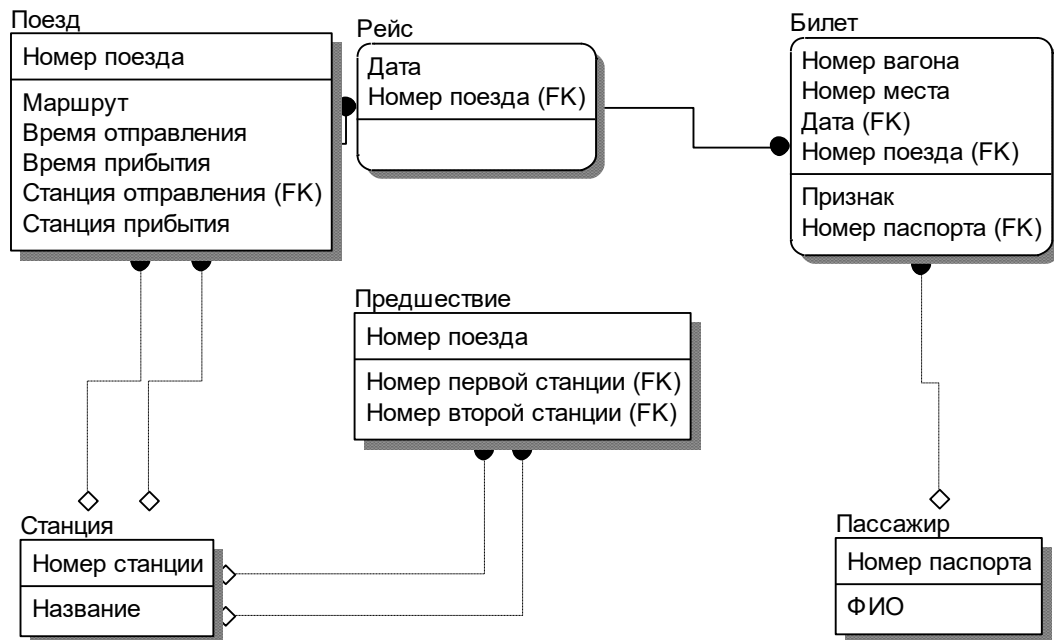 Поезд
Номер поезда
Маршрут
Время отправления
Время прибытия
Станция отправления (FK)
Станция прибытия
Рейс
Дата
Номер поезда (FK)
Билет
Номер вагона
Номер места
Дата (FK)
Номер поезда (FK)
Признак
Номер паспорта (FK)
Предшествие
Номер поезда
Номер первой станции (FK)
Номер второй станции (FK)
Станция
Номер станции
Название
Пассажир
Номер паспорта
ФИО